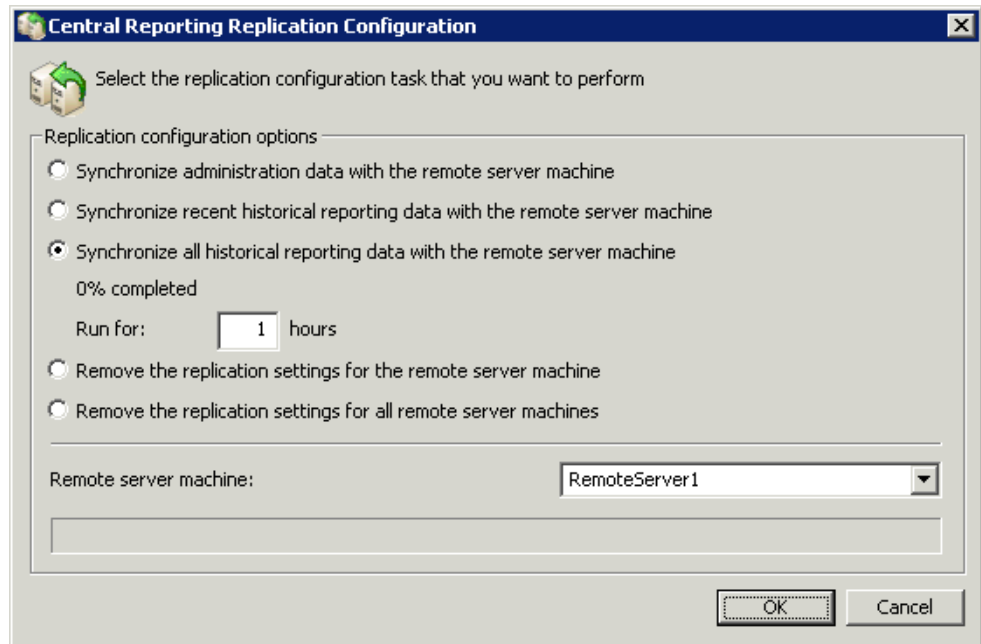 Central Reporting Replication Configuration
Select the replication configuration task that you want to perform
Replication configuration options
Synchronize administration data with the remote server machine
Synchronize recent historical reporting data with the remote server machine
Synchronize all historical reporting data with the remote server machine
0% completed
Run for: 1 hours
Remove the replication settings for the remote server machine
Remove the replication settings for all remote server machines
Remote server machine: RemoteServer1
OK Cancel